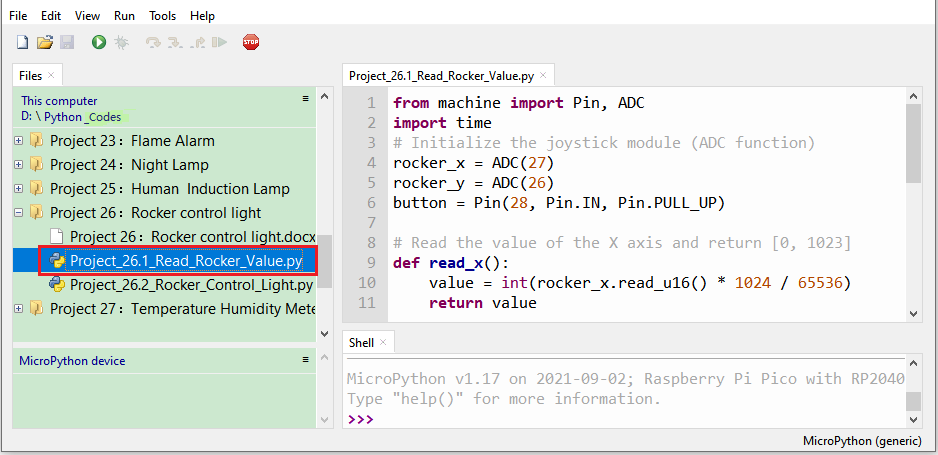 File Edit View Run Tools Help
STOP
Files
This computer
D: \ Python _Codes
Project 23：Flame Alarm
Project 24：Night Lamp
Project 25：Human Induction Lamp
Project 26：Rocker control light
Project 26：Rocker control light.docx
Project_26.1_Read_Rocker_Value.py
Project_26.2_Rocker_Control_Light.py
Project 27：Temperature Humidity Mete
MicroPython device
Project_26.1_Read_Rocker_Value.py
1 from machine import Pin, ADC
2 import time
3 # Initialize the joystick module (ADC function)
4 rocker_x = ADC(27)
5 rocker_y = ADC(26)
6 button = Pin(28, Pin.IN, Pin.PULL_UP)
7
8 # Read the value of the X axis and return [0, 1023]
9 def read_x():
10 value = int(rocker_x.read_u16() * 1024 / 65536)
11 return value
Shell
MicroPython v1.17 on 2021-09-02; Raspberry Pi Pico with RP2040
Type "help()" for more information.
>>>
MicroPython (generic)